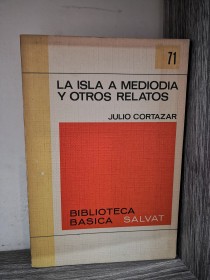 71
LA ISLA A MEDIODIA
Y OTROS RELATOS
JULIO CORTAZAR
BIBLIOTECA
BASICA SALVAT